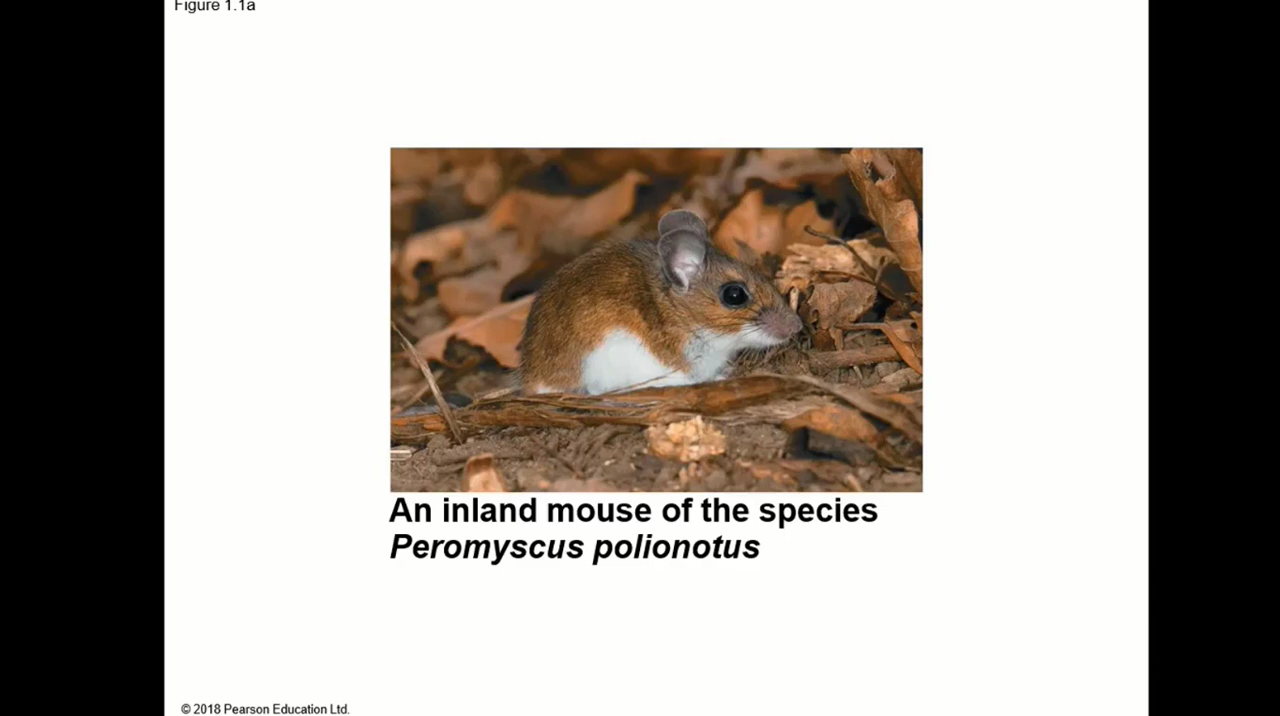 Figure 1.1a
An inland mouse of the species
Peromyscus polionotus
© 2018 Pearson Education Ltd.